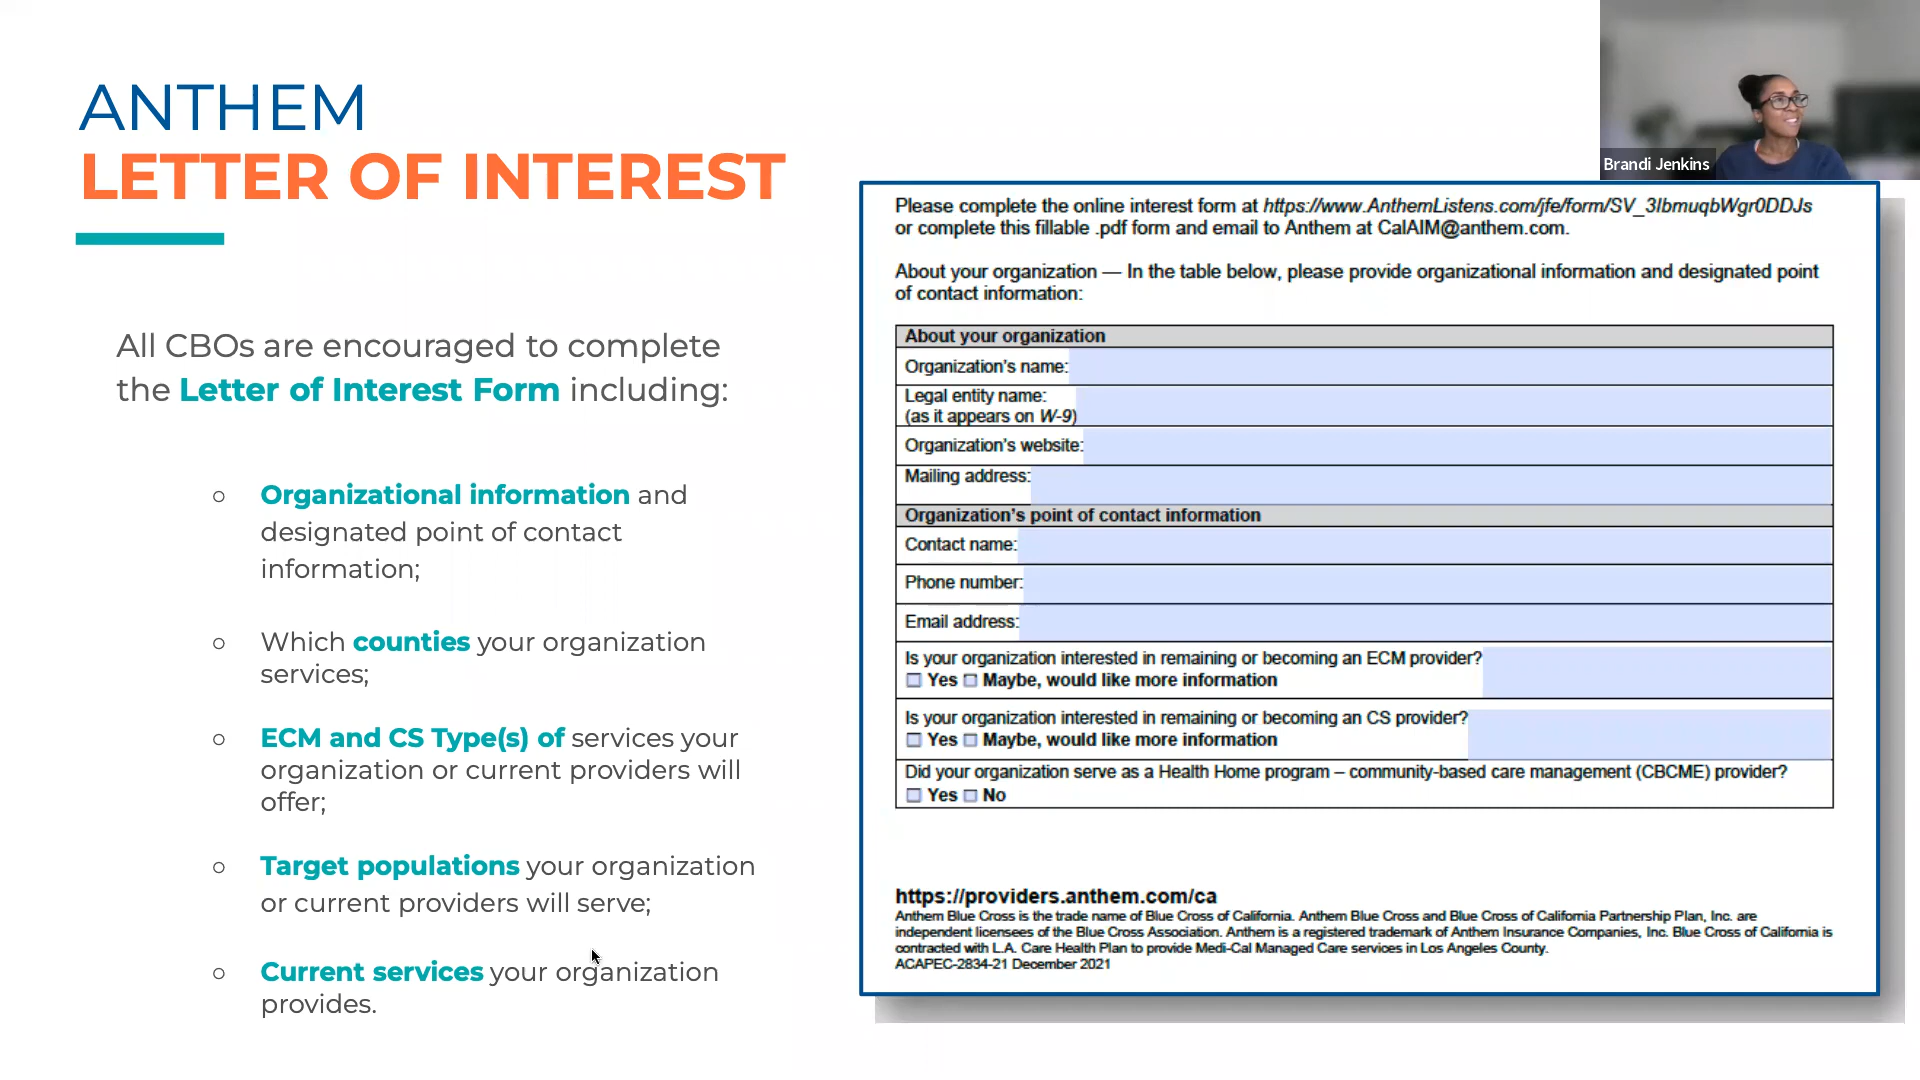 ANTHEM
LETTER OF INTEREST
All CBOs are encouraged to complete
the Letter of Interest Form including:
○ Organizational information and
designated point of contact
information;
○ Which counties your organization
services;
○ ECM and CS Type(s) of services your
organization or current providers will
offer;
○ Target populations your organization
or current providers will serve;
○ Current services your organization
provides.
Brandi Jenkins
Please complete the online interest form at https://www.AnthemListens.com/jfe/form/SV_3lbmuqbWgr0DDJs
or complete this fillable .pdf form and email to Anthem at CalAIM@anthem.com.
About your organization — In the table below, please provide organizational information and designated point
of contact information:
About your organization
Organization's name:
Legal entity name:
(as it appears on W-9)
Organization's website:
Mailing address:
Organization's point of contact information
Contact name:
Phone number:
Email address:
Is your organization interested in remaining or becoming an ECM provider?
☐ Yes ☐ Maybe, would like more information
Is your organization interested in remaining or becoming an CS provider?
☐ Yes ☐ Maybe, would like more information
Did your organization serve as a Health Home program – community-based care management (CBCME) provider?
☐ Yes ☐ No
https://providers.anthem.com/ca
Anthem Blue Cross is the trade name of Blue Cross of California. Anthem Blue Cross and Blue Cross of California Partnership Plan, Inc. are
independent licensees of the Blue Cross Association. Anthem is a registered trademark of Anthem Insurance Companies, Inc. Blue Cross of California is
contracted with L.A. Care Health Plan to provide Medi-Cal Managed Care services in Los Angeles County.
ACAPEC-2834-21 December 2021